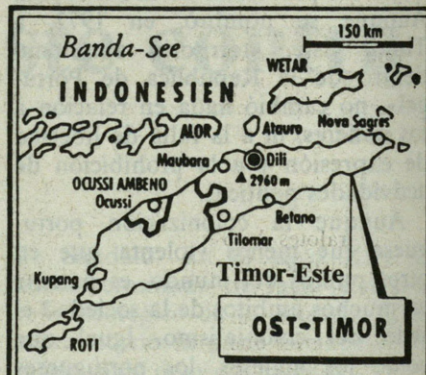 150 km
Banda-See
WETAR
INDONESIEN
Nova Sagres
ALOR
Atauro
Maubara
Dili
2960 m
OCUSSI AMBENO
Ocussi
Betano
Tilomar
Kupang
Timor-Este
OST-TIMOR
ROTI